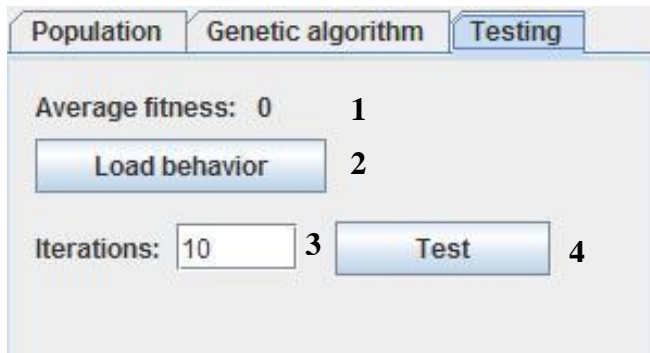 Population Genetic algorithm Testing
Average fitness: 0 1
Load behavior 2
Iterations: 10 3 Test 4